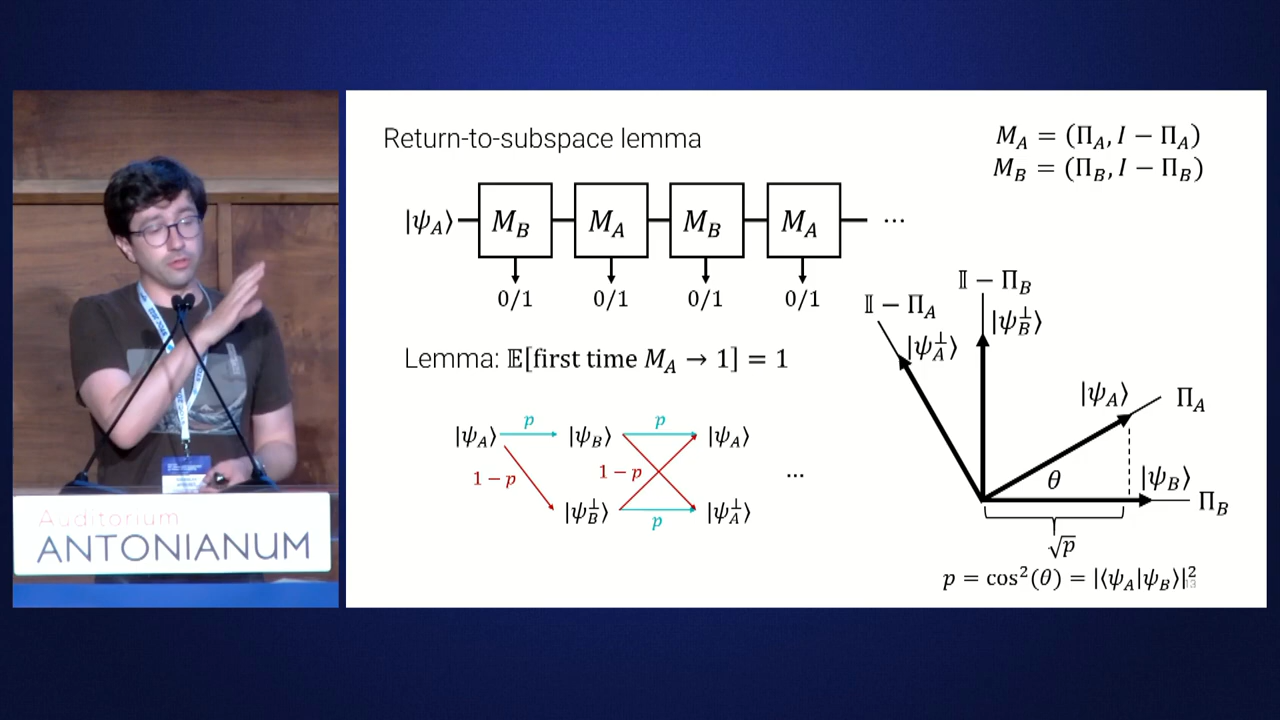 Return-to-subspace lemma
M_A = (Π_A, I − Π_A)
M_B = (Π_B, I − Π_B)
|ψ_A⟩ M_B M_A M_B M_A ⋯
0/1 0/1 0/1 0/1
Lemma: 𝔼[first time M_A → 1] = 1
|ψ_A⟩ p |ψ_B⟩ p |ψ_A⟩
1 − p 1 − p ⋯
|ψ_B^⊥⟩ p |ψ_A^⊥⟩
𝕀 − Π_B
𝕀 − Π_A
|ψ_B^⊥⟩
|ψ_A^⊥⟩
|ψ_A⟩ Π_A
θ |ψ_B⟩ Π_B
√p
p = cos²(θ) = |⟨ψ_A|ψ_B⟩|²
13
Auditorium
ANTONIANUM